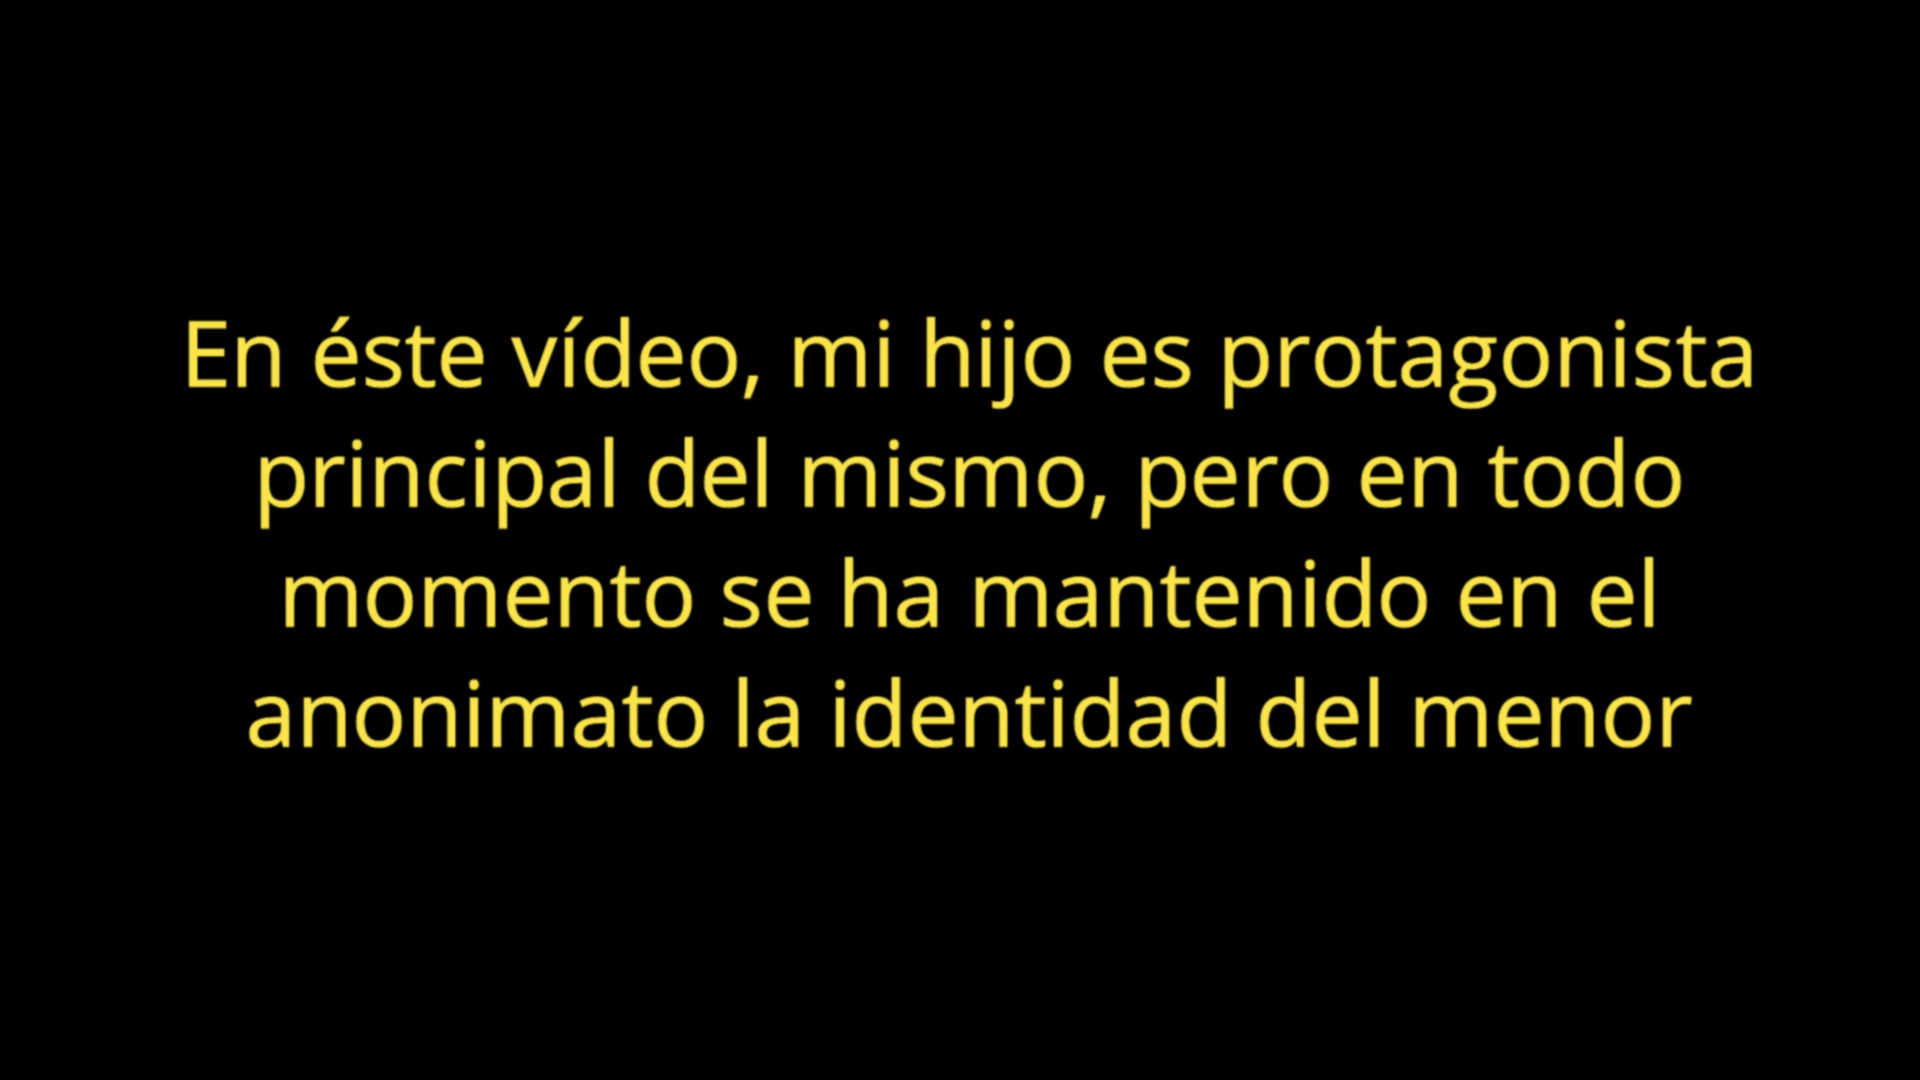 En éste vídeo, mi hijo es protagonista
principal del mismo, pero en todo
momento se ha mantenido en el
anonimato la identidad del menor